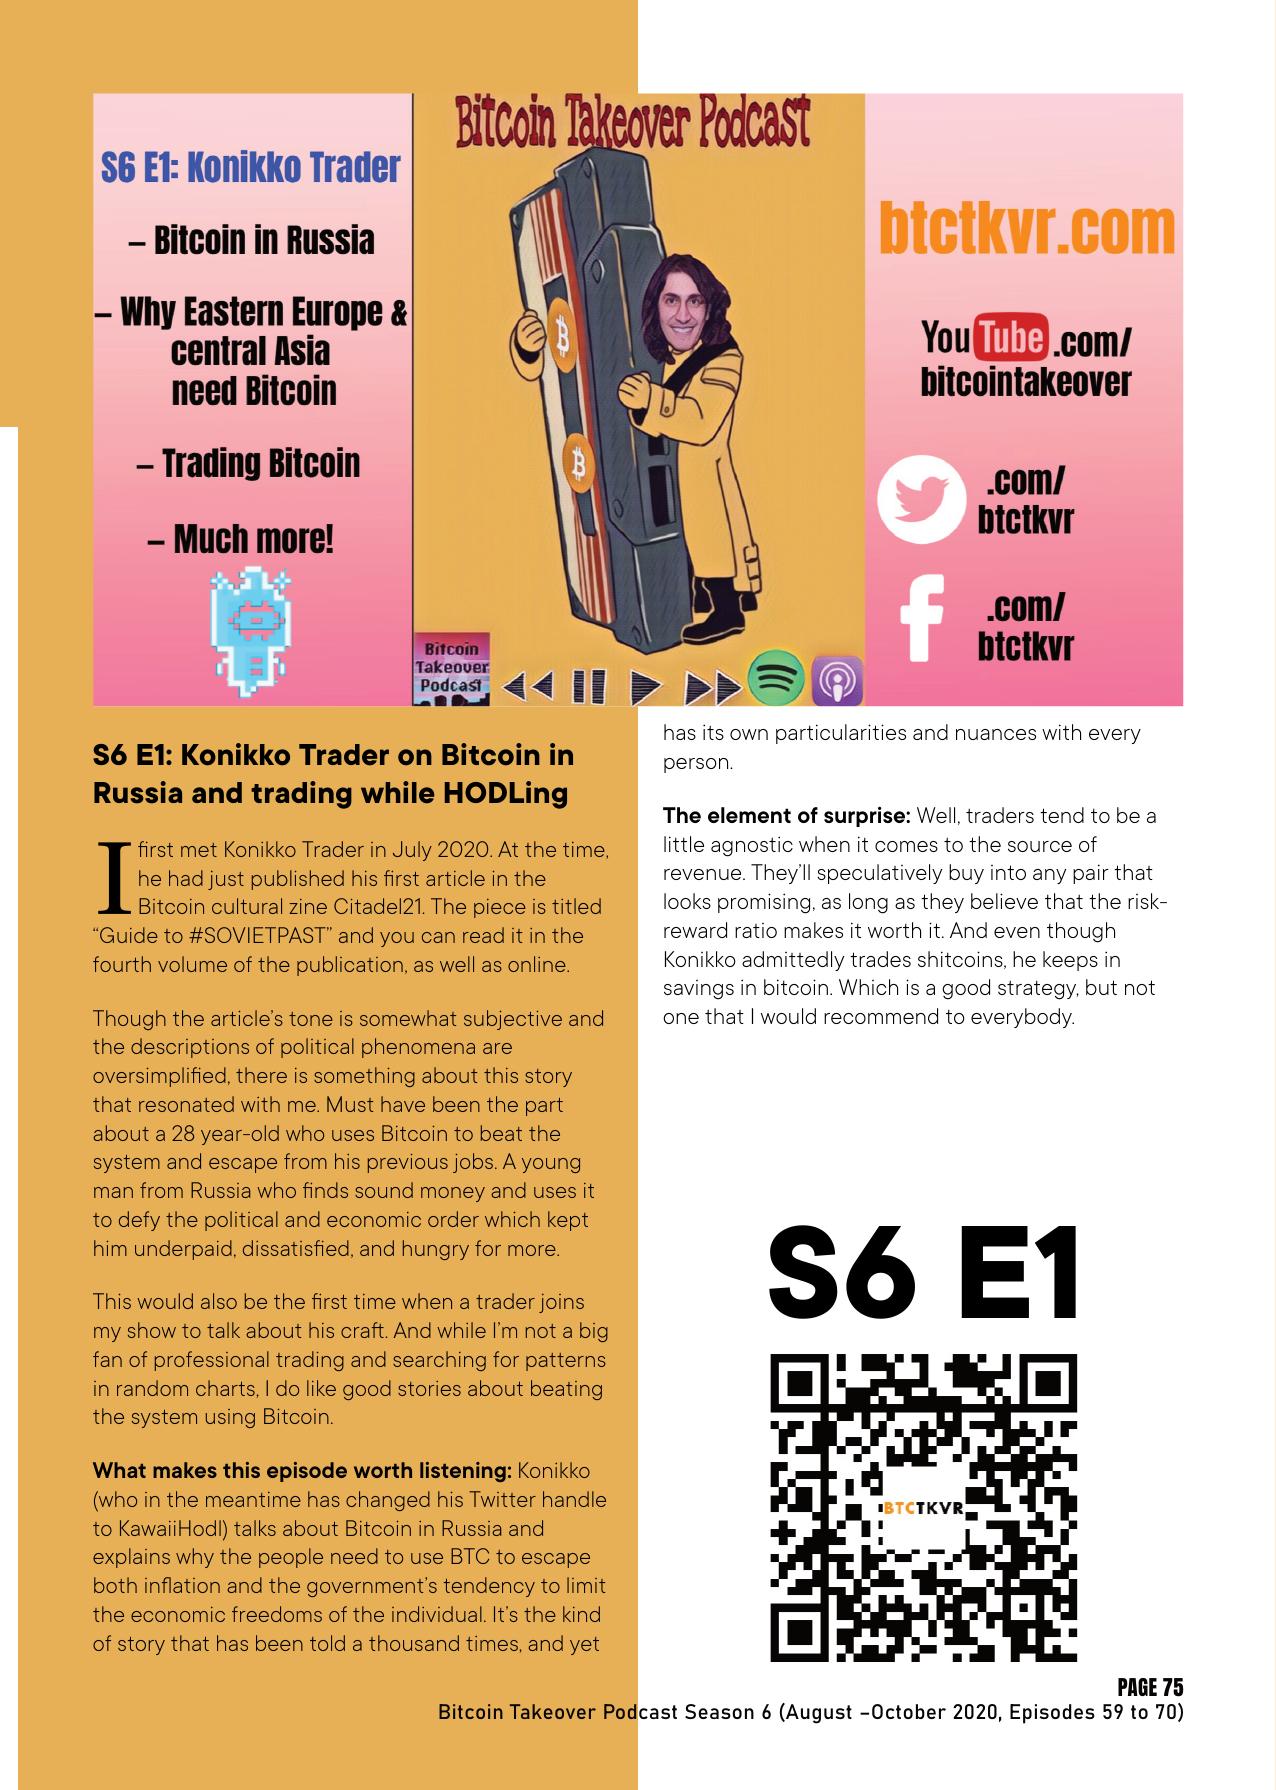 S6 E1: Konikko Trader
– Bitcoin in Russia
– Why Eastern Europe &
central Asia
need Bitcoin
– Trading Bitcoin
– Much more!
Bitcoin Takeover Podcast
Bitcoin
Takeover
Podcast
btctkvr.com
YouTube.com/
bitcointakeover
.com/
btctkvr
.com/
btctkvr
S6 E1: Konikko Trader on Bitcoin in
Russia and trading while HODLing
I first met Konikko Trader in July 2020. At the time,
he had just published his first article in the
Bitcoin cultural zine Citadel21. The piece is titled
“Guide to #SOVIETPAST” and you can read it in the
fourth volume of the publication, as well as online.
Though the article’s tone is somewhat subjective and
the descriptions of political phenomena are
oversimplified, there is something about this story
that resonated with me. Must have been the part
about a 28 year-old who uses Bitcoin to beat the
system and escape from his previous jobs. A young
man from Russia who finds sound money and uses it
to defy the political and economic order which kept
him underpaid, dissatisfied, and hungry for more.
This would also be the first time when a trader joins
my show to talk about his craft. And while I’m not a big
fan of professional trading and searching for patterns
in random charts, I do like good stories about beating
the system using Bitcoin.
What makes this episode worth listening: Konikko
(who in the meantime has changed his Twitter handle
to KawaiiHodl) talks about Bitcoin in Russia and
explains why the people need to use BTC to escape
both inflation and the government’s tendency to limit
the economic freedoms of the individual. It’s the kind
of story that has been told a thousand times, and yet
has its own particularities and nuances with every
person.
The element of surprise: Well, traders tend to be a
little agnostic when it comes to the source of
revenue. They’ll speculatively buy into any pair that
looks promising, as long as they believe that the risk-
reward ratio makes it worth it. And even though
Konikko admittedly trades shitcoins, he keeps in
savings in bitcoin. Which is a good strategy, but not
one that I would recommend to everybody.
S6 E1
BTCTKVR
PAGE 75
Bitcoin Takeover Podcast Season 6 (August –October 2020, Episodes 59 to 70)